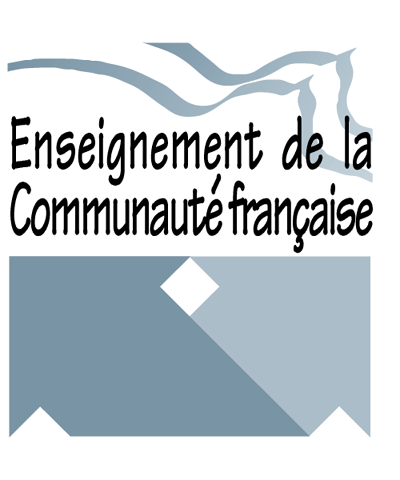 Enseignement de la
Communauté française